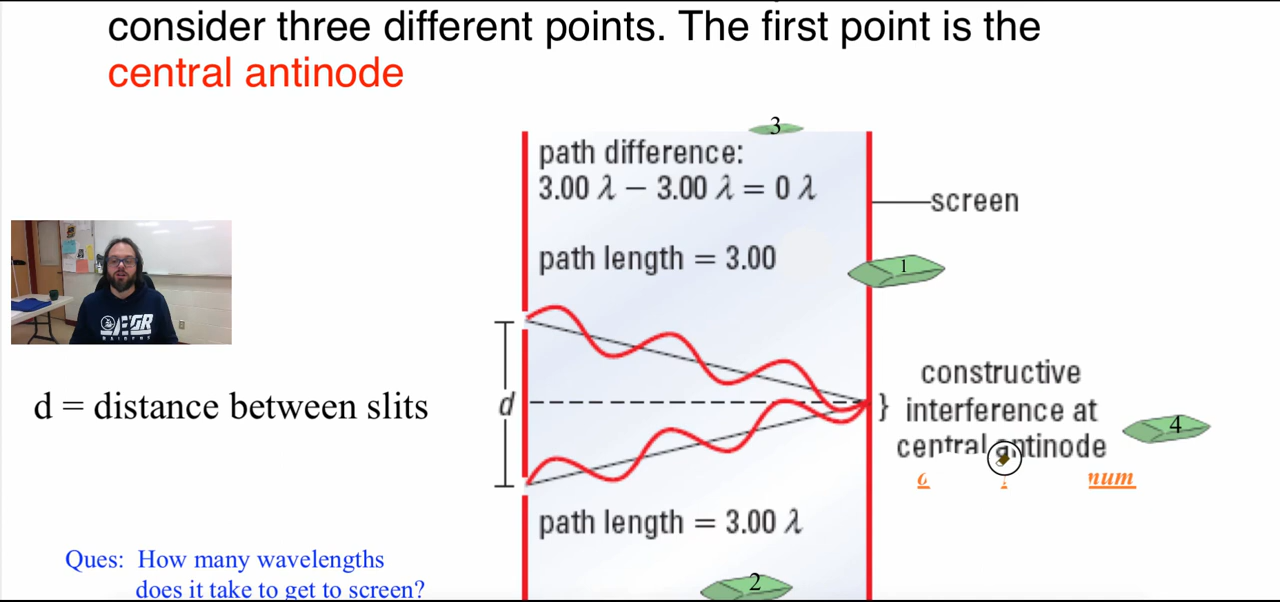 consider three different points. The first point is the
central antinode
3
path difference:
3.00 λ – 3.00 λ = 0 λ
screen
path length = 3.00
1
constructive
d = distance between slits
d
} interference at
4
central antinode
num
path length = 3.00 λ
Ques: How many wavelengths
does it take to get to screen?
2